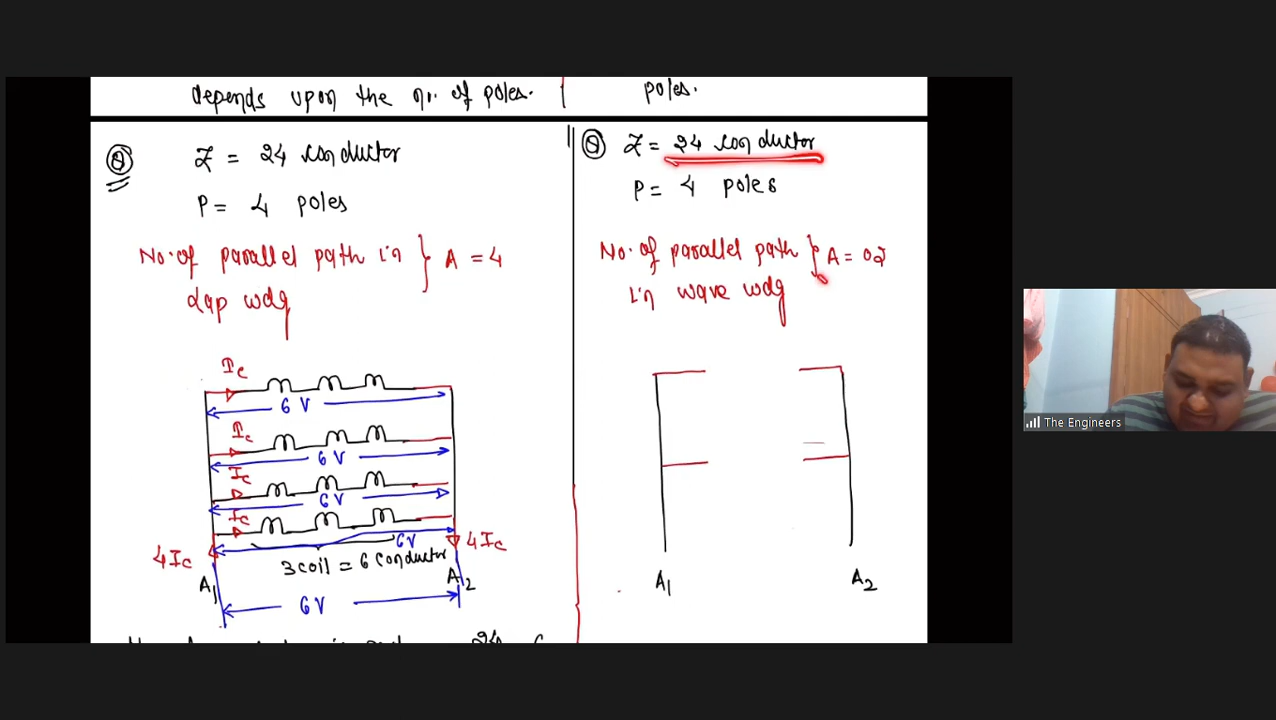 depends upon the no. of poles.
poles.
Q Z = 24 conductor
P = 4 poles
No. of parallel path in } A = 4
Lap wdg
Ic
6 V
Ic
6 V
Ic
6 V
Ic
6V
4Ic
4Ic
3coil = 6 conductor
A1
A2
6 V
Q Z = 24 conductor
P = 4 poles
No. of parallel path } A = 02
in wave wdg
A1
A2
The Engineers